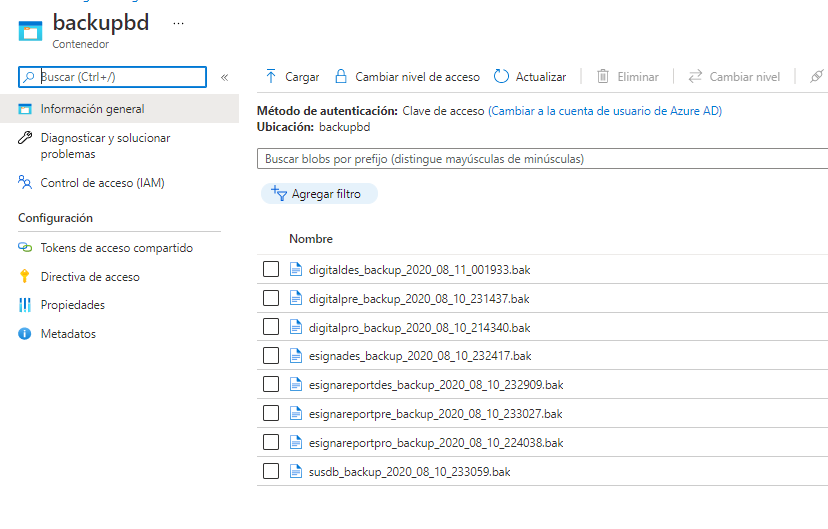 backupbd ...
Contenedor
Buscar (Ctrl+/) «
Información general
Diagnosticar y solucionar
problemas
Control de acceso (IAM)
Configuración
Tokens de acceso compartido
Directiva de acceso
Propiedades
Metadatos
Cargar Cambiar nivel de acceso Actualizar Eliminar Cambiar nivel
Método de autenticación: Clave de acceso (Cambiar a la cuenta de usuario de Azure AD)
Ubicación: backupbd
Buscar blobs por prefijo (distingue mayúsculas de minúsculas)
Agregar filtro
Nombre
digitaldes_backup_2020_08_11_001933.bak
digitalpre_backup_2020_08_10_231437.bak
digitalpro_backup_2020_08_10_214340.bak
esignades_backup_2020_08_10_232417.bak
esignareportdes_backup_2020_08_10_232909.bak
esignareportpre_backup_2020_08_10_233027.bak
esignareportpro_backup_2020_08_10_224038.bak
susdb_backup_2020_08_10_233059.bak